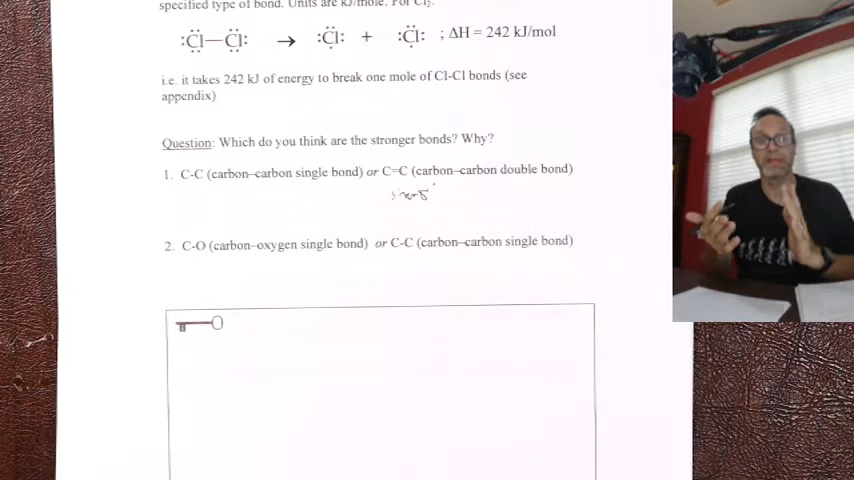 specified type of bond. Units are kJ/mole. For Cl₂:
:Cl—Cl: → :Cl: + :Cl: ; ΔH = 242 kJ/mol
i.e. it takes 242 kJ of energy to break one mole of Cl-Cl bonds (see
appendix)
Question: Which do you think are the stronger bonds? Why?
1. C-C (carbon–carbon single bond) or C=C (carbon–carbon double bond)
2. C-O (carbon–oxygen single bond) or C-C (carbon–carbon single bond)